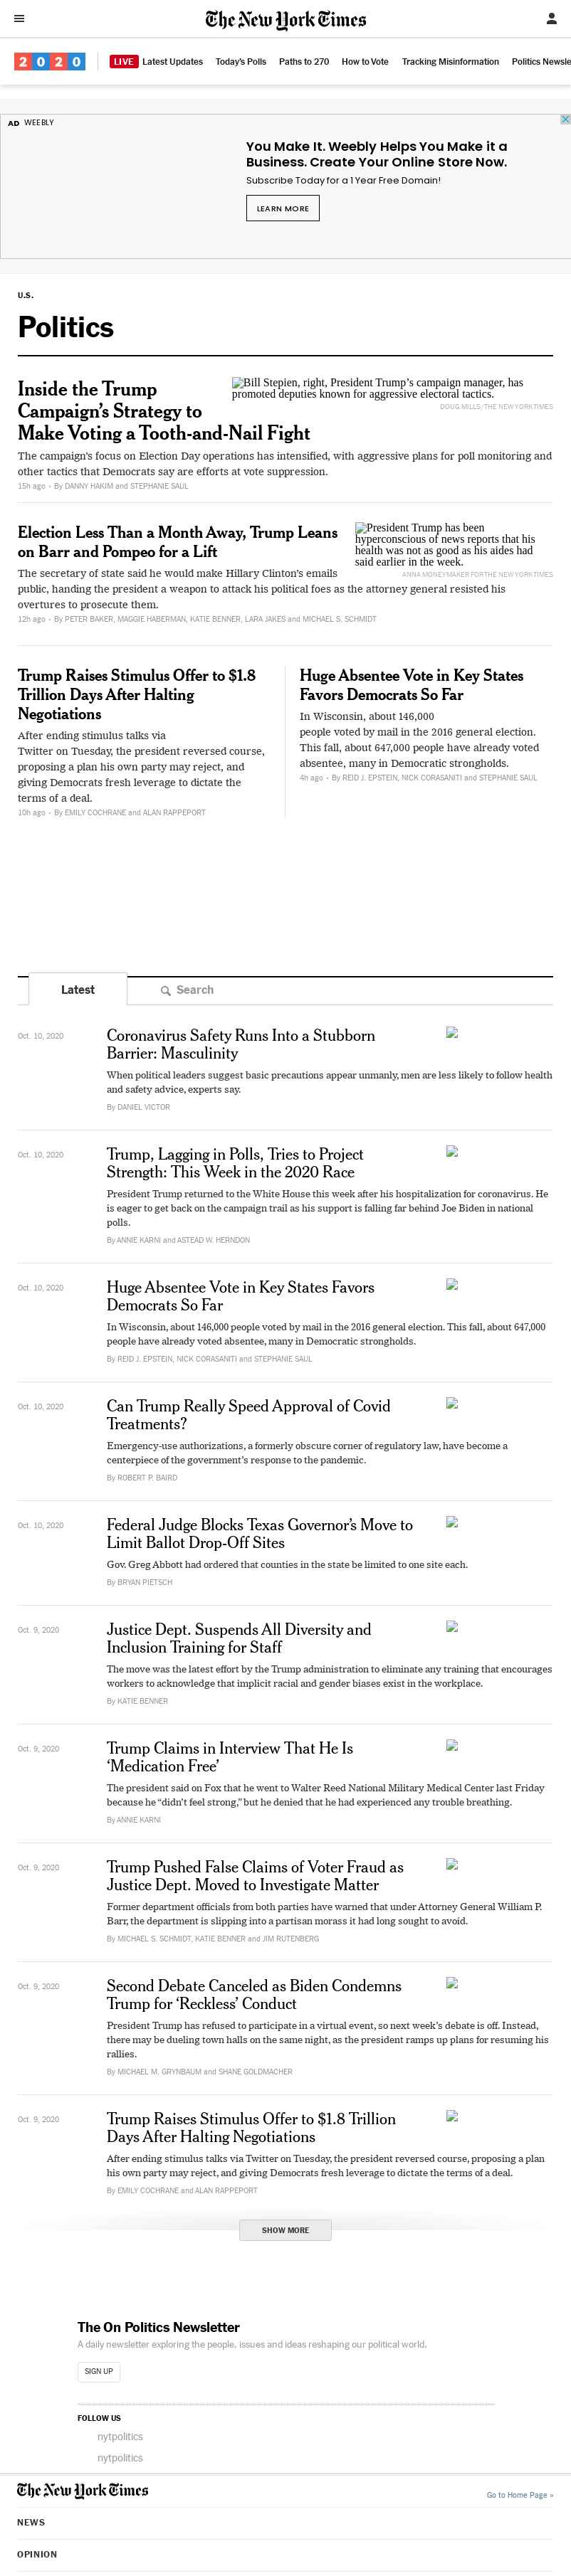 The New York Times
2020
LIVE Latest Updates Today's Polls Paths to 270 How to Vote Tracking Misinformation Politics Newsle
AD WEEBLY
You Make It. Weebly Helps You Make it a
Business. Create Your Online Store Now.
Subscribe Today for a 1 Year Free Domain!
LEARN MORE
U.S.
Politics
Bill Stepien, right, President Trump's campaign manager, has
promoted deputies known for aggressive electoral tactics.
DOUG MILLS/THE NEW YORK TIMES
Inside the Trump
Campaign's Strategy to
Make Voting a Tooth-and-Nail Fight
The campaign's focus on Election Day operations has intensified, with aggressive plans for poll monitoring and
other tactics that Democrats say are efforts at vote suppression.
15h ago • By DANNY HAKIM and STEPHANIE SAUL
President Trump has been
hyperconscious of news reports that his
health was not as good as his aides had
said earlier in the week.
ANNA MONEYMAKER FOR THE NEW YORK TIMES
Election Less Than a Month Away, Trump Leans
on Barr and Pompeo for a Lift
The secretary of state said he would make Hillary Clinton's emails
public, handing the president a weapon to attack his political foes as the attorney general resisted his
overtures to prosecute them.
12h ago • By PETER BAKER, MAGGIE HABERMAN, KATIE BENNER, LARA JAKES and MICHAEL S. SCHMIDT
Trump Raises Stimulus Offer to $1.8
Trillion Days After Halting
Negotiations
After ending stimulus talks via
Twitter on Tuesday, the president reversed course,
proposing a plan his own party may reject, and
giving Democrats fresh leverage to dictate the
terms of a deal.
10h ago • By EMILY COCHRANE and ALAN RAPPEPORT
Huge Absentee Vote in Key States
Favors Democrats So Far
In Wisconsin, about 146,000
people voted by mail in the 2016 general election.
This fall, about 647,000 people have already voted
absentee, many in Democratic strongholds.
4h ago • By REID J. EPSTEIN, NICK CORASANITI and STEPHANIE SAUL
Latest
Search
Oct. 10, 2020
Coronavirus Safety Runs Into a Stubborn
Barrier: Masculinity
When political leaders suggest basic precautions appear unmanly, men are less likely to follow health
and safety advice, experts say.
By DANIEL VICTOR
Oct. 10, 2020
Trump, Lagging in Polls, Tries to Project
Strength: This Week in the 2020 Race
President Trump returned to the White House this week after his hospitalization for coronavirus. He
is eager to get back on the campaign trail as his support is falling far behind Joe Biden in national
polls.
By ANNIE KARNI and ASTEAD W. HERNDON
Oct. 10, 2020
Huge Absentee Vote in Key States Favors
Democrats So Far
In Wisconsin, about 146,000 people voted by mail in the 2016 general election. This fall, about 647,000
people have already voted absentee, many in Democratic strongholds.
By REID J. EPSTEIN, NICK CORASANITI and STEPHANIE SAUL
Oct. 10, 2020
Can Trump Really Speed Approval of Covid
Treatments?
Emergency-use authorizations, a formerly obscure corner of regulatory law, have become a
centerpiece of the government's response to the pandemic.
By ROBERT P. BAIRD
Oct. 10, 2020
Federal Judge Blocks Texas Governor's Move to
Limit Ballot Drop-Off Sites
Gov. Greg Abbott had ordered that counties in the state be limited to one site each.
By BRYAN PIETSCH
Oct. 9, 2020
Justice Dept. Suspends All Diversity and
Inclusion Training for Staff
The move was the latest effort by the Trump administration to eliminate any training that encourages
workers to acknowledge that implicit racial and gender biases exist in the workplace.
By KATIE BENNER
Oct. 9, 2020
Trump Claims in Interview That He Is
‘Medication Free’
The president said on Fox that he went to Walter Reed National Military Medical Center last Friday
because he “didn't feel strong,” but he denied that he had experienced any trouble breathing.
By ANNIE KARNI
Oct. 9, 2020
Trump Pushed False Claims of Voter Fraud as
Justice Dept. Moved to Investigate Matter
Former department officials from both parties have warned that under Attorney General William P.
Barr, the department is slipping into a partisan morass it had long sought to avoid.
By MICHAEL S. SCHMIDT, KATIE BENNER and JIM RUTENBERG
Oct. 9, 2020
Second Debate Canceled as Biden Condemns
Trump for ‘Reckless’ Conduct
President Trump has refused to participate in a virtual event, so next week's debate is off. Instead,
there may be dueling town halls on the same night, as the president ramps up plans for resuming his
rallies.
By MICHAEL M. GRYNBAUM and SHANE GOLDMACHER
Oct. 9, 2020
Trump Raises Stimulus Offer to $1.8 Trillion
Days After Halting Negotiations
After ending stimulus talks via Twitter on Tuesday, the president reversed course, proposing a plan
his own party may reject, and giving Democrats fresh leverage to dictate the terms of a deal.
By EMILY COCHRANE and ALAN RAPPEPORT
SHOW MORE
The On Politics Newsletter
A daily newsletter exploring the people, issues and ideas reshaping our political world.
SIGN UP
FOLLOW US
nytpolitics
nytpolitics
The New York Times
Go to Home Page »
NEWS
OPINION